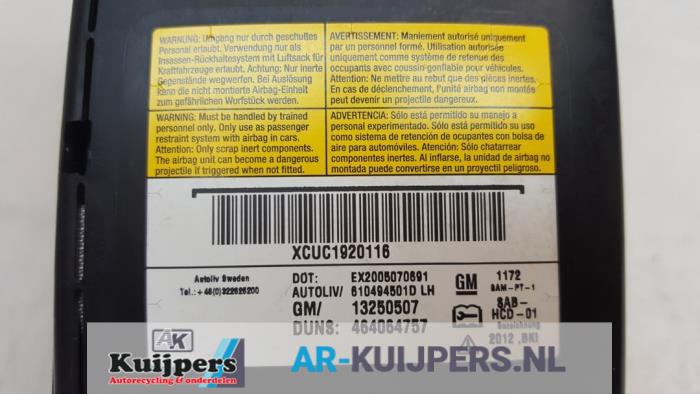 WARNUNG: Umgang nur durch geschultes
Personal erlaubt. Verwendung nur als
Insassen-Rückhaltesystem mit Luftsack für
Kraftfahrzeuge erlaubt. Achtung: Nur inerte
Gegenstände wegwerfen. Bei Auslösung
kann die nicht montierte Airbag-Einheit
zum gefährlichen Wurfstück werden.
AVERTISSEMENT: Maniement autorisé uniquement
par un personnel formé. Utilisation autorisée
uniquement comme système de retenue des
occupants avec coussin gonflable pour véhicules.
Attention: Ne mettre au rebut que des pièces inertes.
En cas de déclenchement, l'unité airbag non montée
peut devenir un projectile dangereux.
WARNING: Must be handled by trained
personnel only. Only use as passenger
restraint system with airbag in cars.
Attention: Only scrap inert components.
The airbag unit can become a dangerous
projectile if triggered when not fitted.
ADVERTENCIA: Sólo está permitido su manejo a
personal experimentado. Sólo está permitido su uso
como sistema de retención de ocupantes con bolsa de
aire para automóviles. Atención: Sólo chatarrear
componentes inertes. Al inflarse, la unidad de airbag no
montada puede convertirse en un proyectil peligroso.
XCUC1920116
Autoliv Sweden
Tel.: +46(0)322626200
DOT: EX2005070691
AUTOLIV/ 610494501D LH
GM/ 13250507
DUNS: 464064757
GM 1172
SAM-PT-1
SAB-
HCD-01
Bezeichnung
2012 ,BKI
AK
Kuijpers
Autorecycling & onderdelen
AR-KUIJPERS.NL